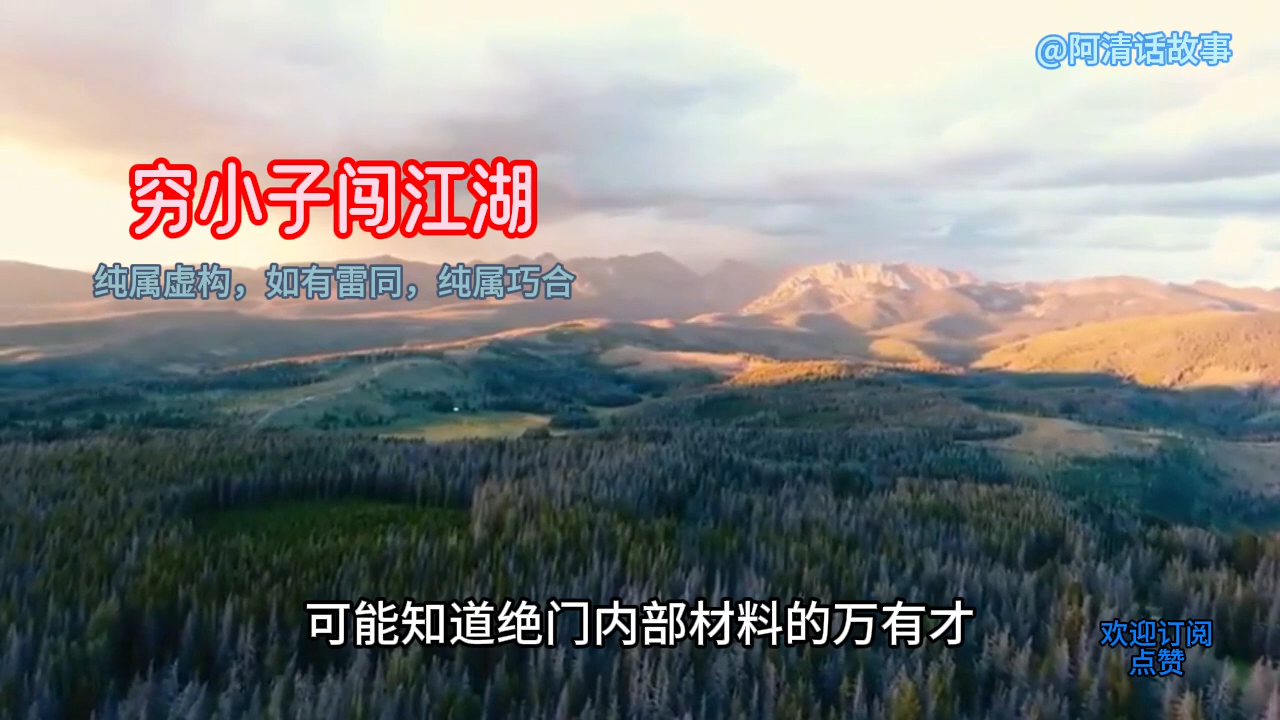 @阿清话故事
穷小子闯江湖
纯属虚构，如有雷同，纯属巧合
可能知道绝门内部材料的万有才
欢迎订阅
点赞